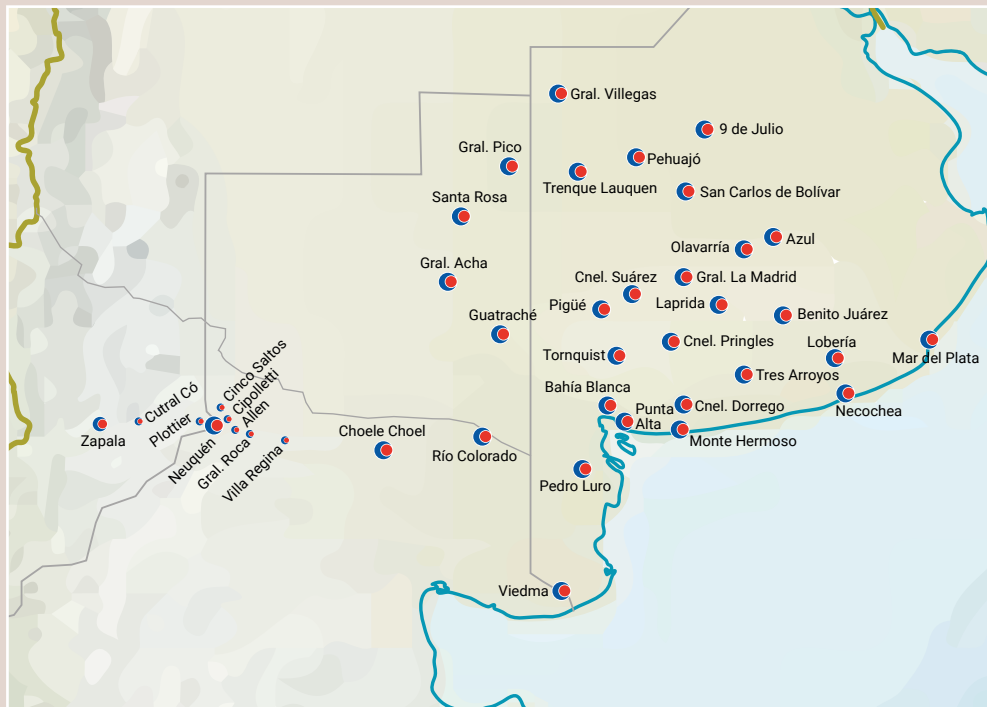 Gral. Villegas
9 de Julio
Gral. Pico
Pehuajó
Trenque Lauquen
San Carlos de Bolívar
Santa Rosa
Azul
Olavarría
Gral. Acha
Cnel. Suárez
Gral. La Madrid
Pigüé
Laprida
Guatraché
Benito Juárez
Cnel. Pringles
Lobería
Tornquist
Mar del Plata
Tres Arroyos
Bahía Blanca
Cinco Saltos
Cutral Có
Cipolletti
Punta
Alta
Cnel. Dorrego
Necochea
Plottier
Allen
Zapala
Choele Choel
Monte Hermoso
Neuquén
Gral. Roca
Río Colorado
Villa Regina
Pedro Luro
Viedma